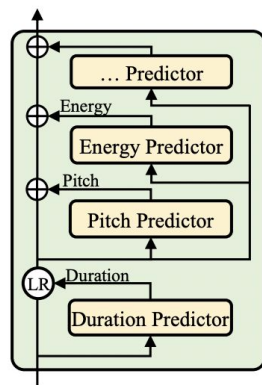 … Predictor
Energy
Energy Predictor
Pitch
Pitch Predictor
LR
Duration
Duration Predictor